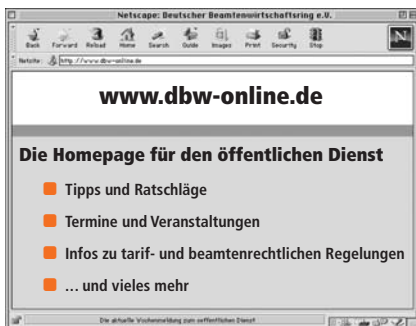 Netscape: Deutscher Beamtenwirtschaftsring e.V.
Back Forward Reload Home Search Guide Images Print Security Stop
N
Netsite: http://www.dbw-online.de
www.dbw-online.de
Die Homepage für den öffentlichen Dienst
Tipps und Ratschläge
Termine und Veranstaltungen
Infos zu tarif- und beamtenrechtlichen Regelungen
... und vieles mehr
Die aktuelle Wochenmeldung zum oeffentlichen Dienst